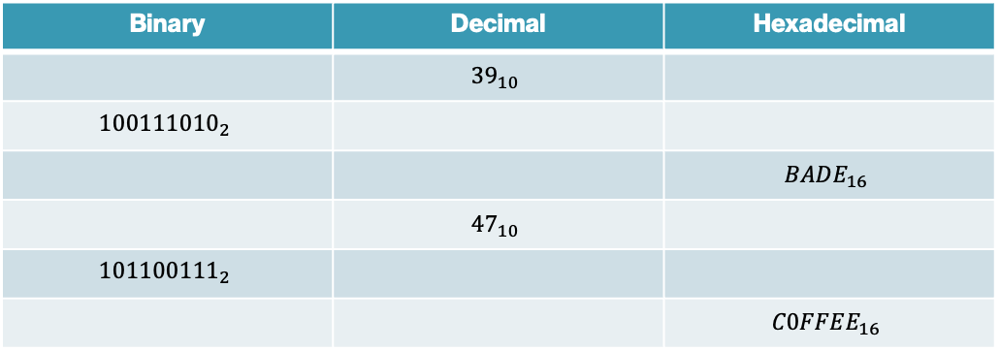 Binary Decimal Hexadecimal
39₁₀
100111010₂
BADE₁₆
47₁₀
101100111₂
C0FFEE₁₆